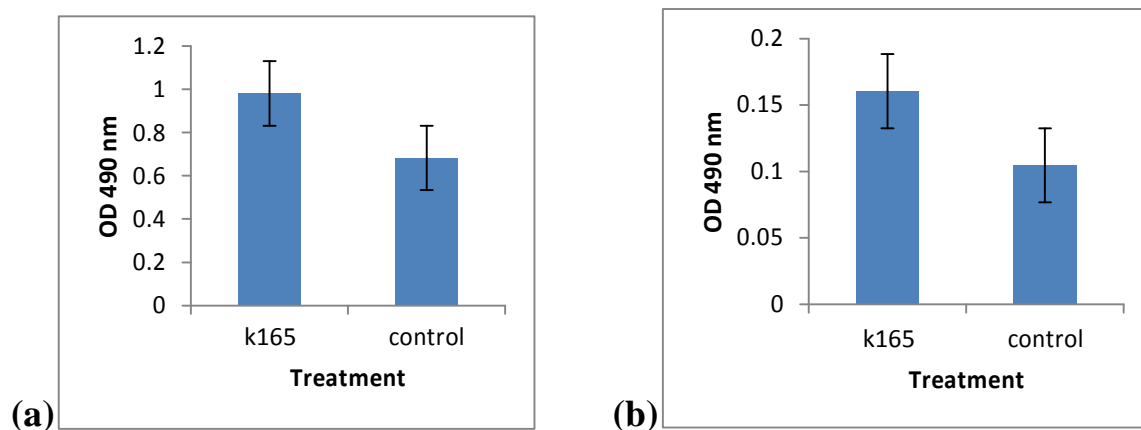 1.2
1
0.8
0.6
0.4
0.2
0
OD 490 nm
k165 control
Treatment
(a)
0.2
0.15
0.1
0.05
0
OD 490 nm
k165 control
Treatment
(b)